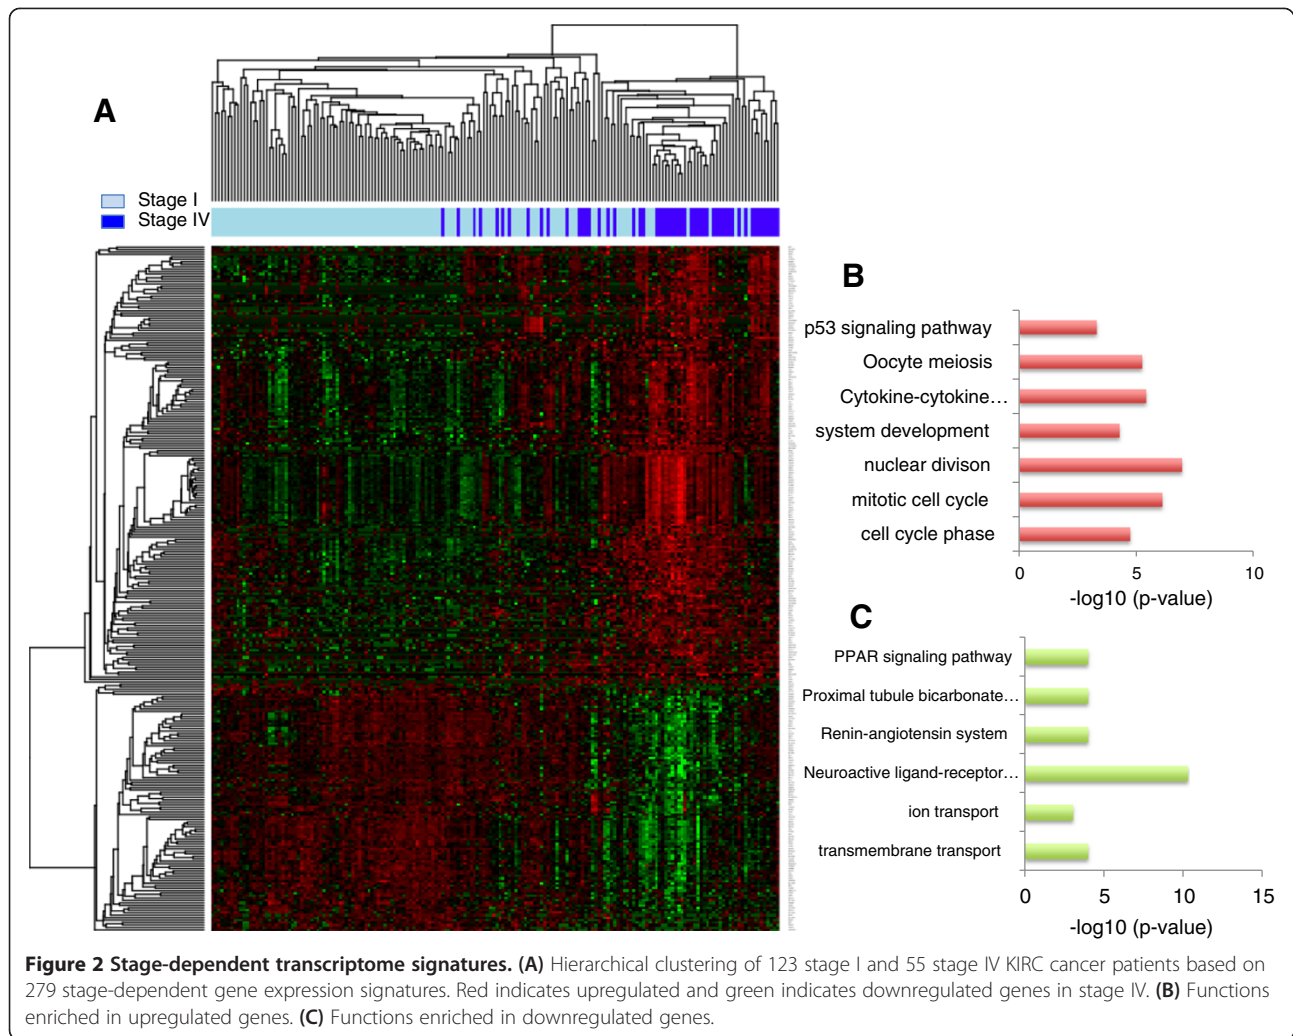 A
Stage I
Stage IV
B
p53 signaling pathway
Oocyte meiosis
Cytokine-cytokine…
system development
nuclear divison
mitotic cell cycle
cell cycle phase
0 5 10
-log10 (p-value)
C
PPAR signaling pathway
Proximal tubule bicarbonate…
Renin-angiotensin system
Neuroactive ligand-receptor…
ion transport
transmembrane transport
0 5 10 15
-log10 (p-value)
Figure 2 Stage-dependent transcriptome signatures. (A) Hierarchical clustering of 123 stage I and 55 stage IV KIRC cancer patients based on
279 stage-dependent gene expression signatures. Red indicates upregulated and green indicates downregulated genes in stage IV. (B) Functions
enriched in upregulated genes. (C) Functions enriched in downregulated genes.